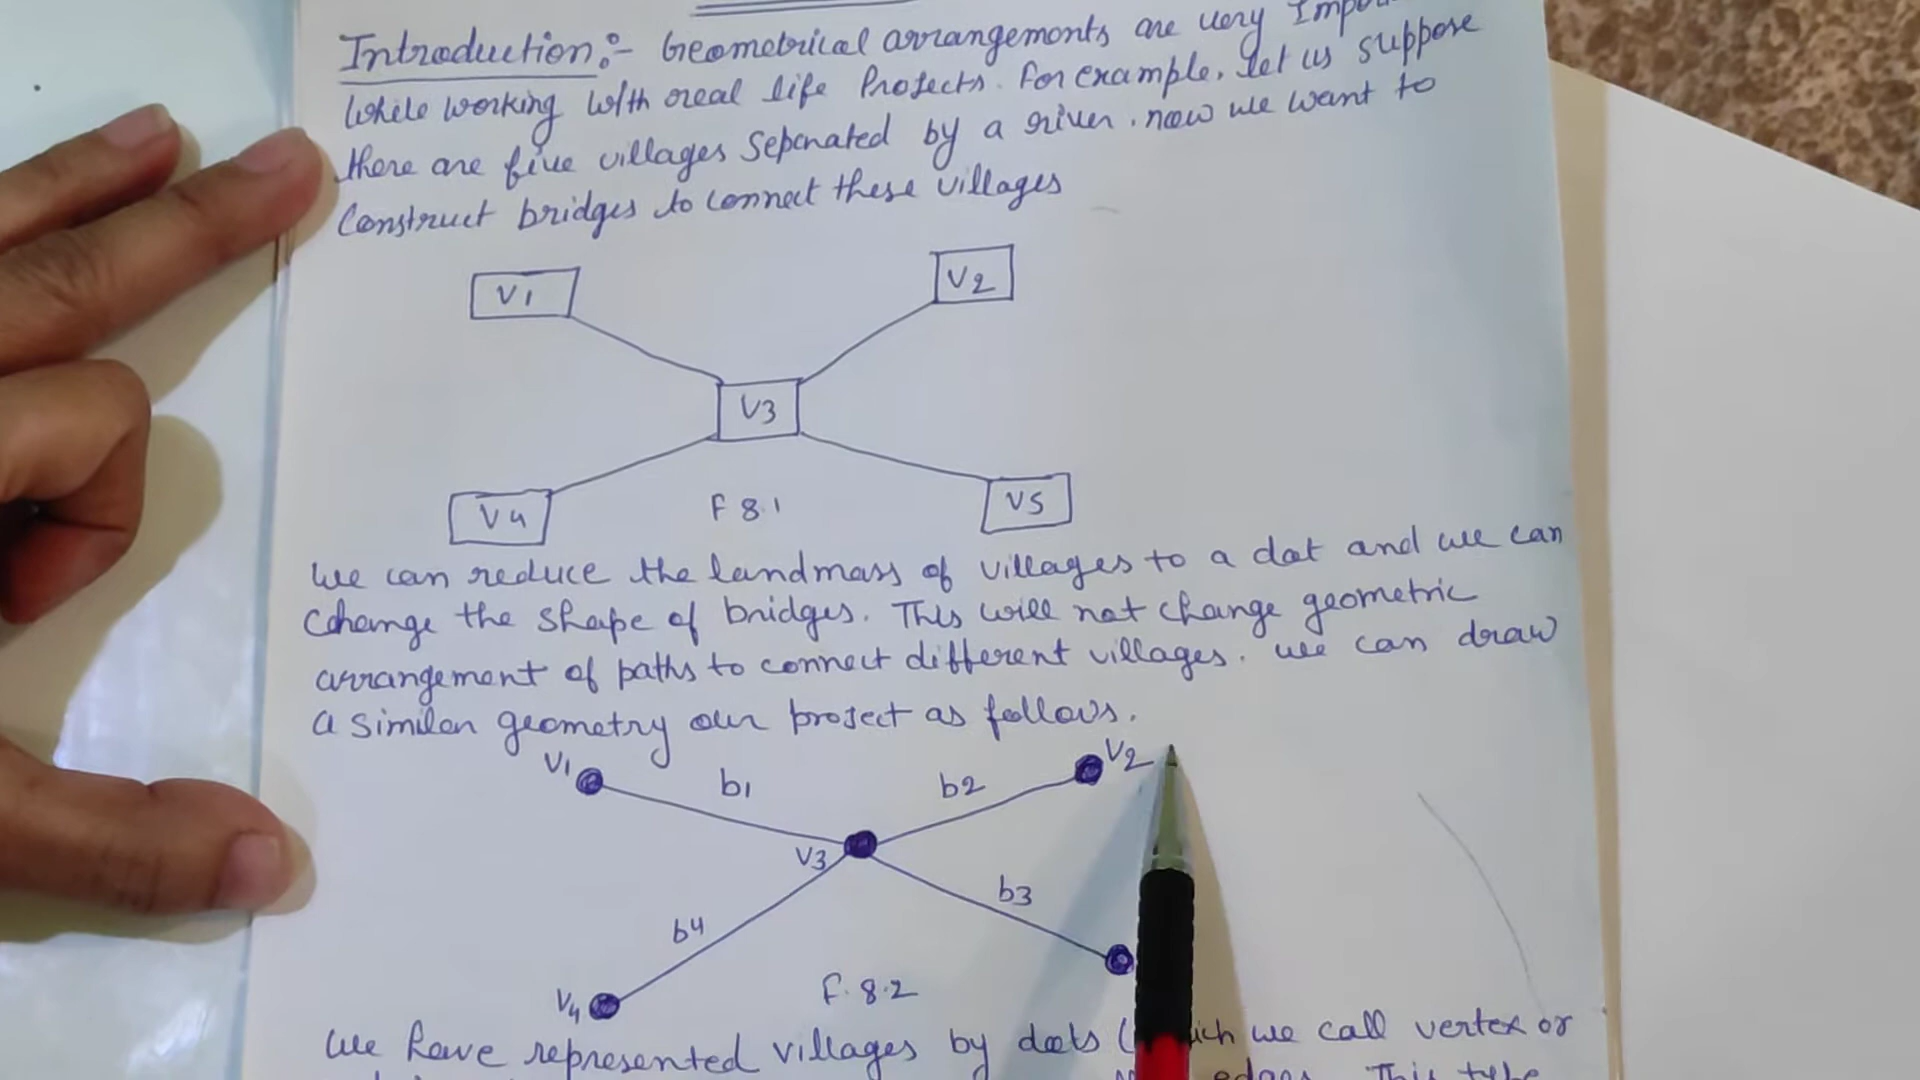 Introduction:- Geometrical arrangements are very
while working with real life Projects. For example, let us suppose
there are five villages Seperated by a river. now we want to
Construct bridges to connect these villages
V1
V2
V3
V4
V5
F 8.1
We can reduce the landmass of villages to a dot and we can
change the shape of bridges. This will not change geometric
arrangement of paths to connect different villages. we can draw
a similar geometry our project as follows.
V1
b1
b2
V2
V3
b3
b4
V4
F. 8.2
We have represented villages by dots ( we call vertex or
edges. This type